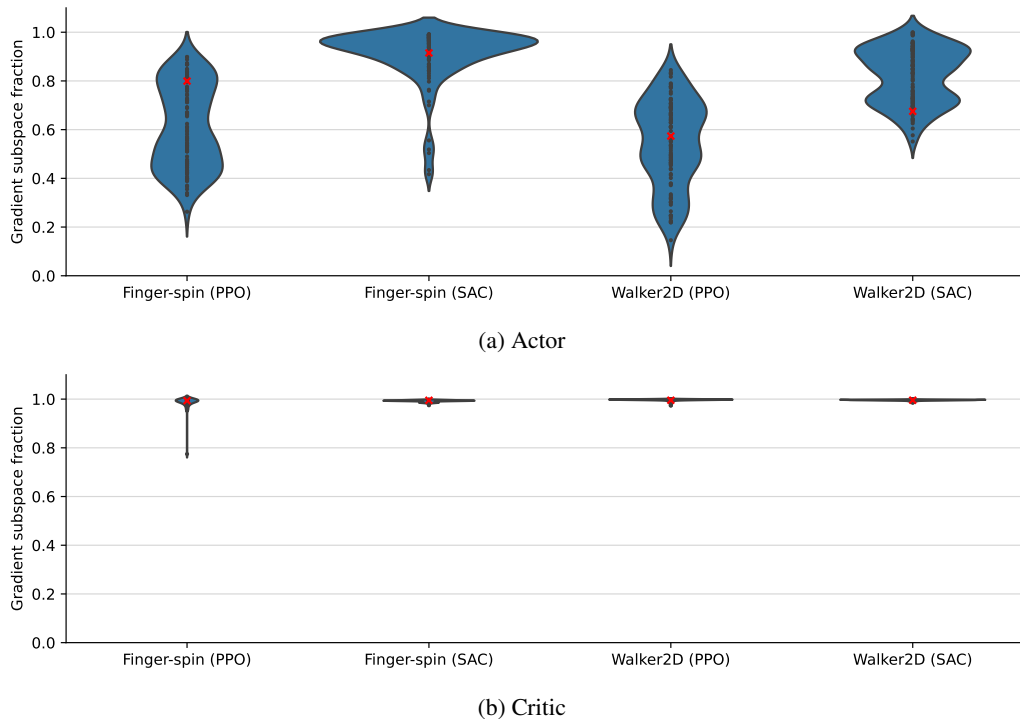 Gradient subspace fraction
1.0
0.8
0.6
0.4
0.2
0.0
Finger-spin (PPO) Finger-spin (SAC) Walker2D (PPO) Walker2D (SAC)
(a) Actor
Gradient subspace fraction
1.0
0.8
0.6
0.4
0.2
0.0
Finger-spin (PPO) Finger-spin (SAC) Walker2D (PPO) Walker2D (SAC)
(b) Critic